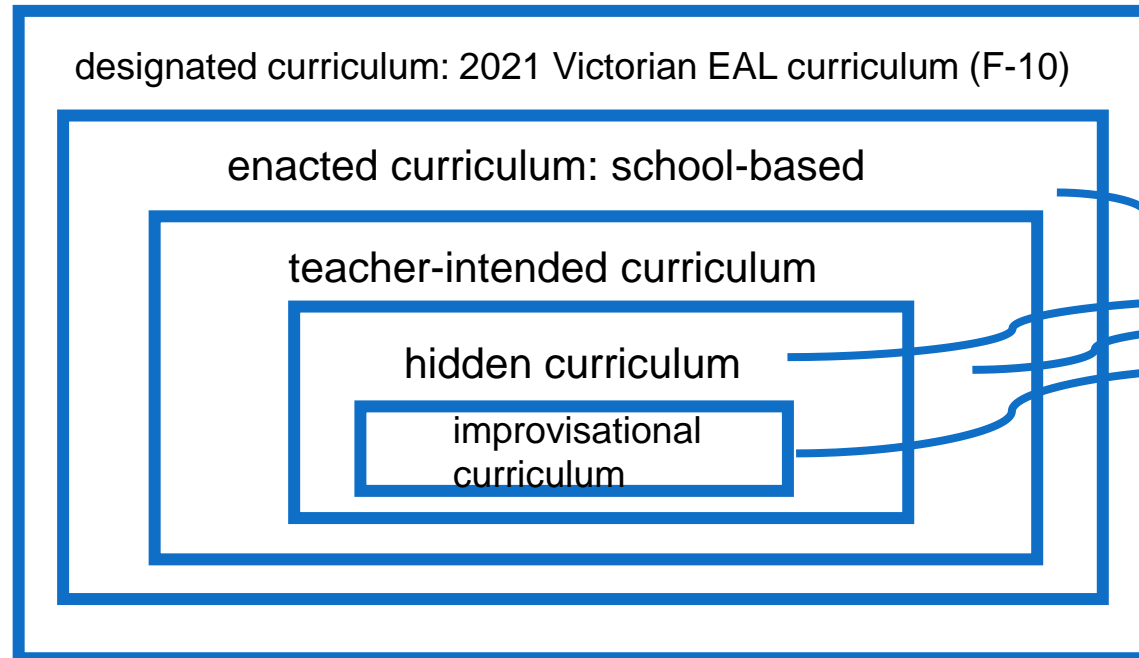 designated curriculum: 2021 Victorian EAL curriculum (F-10)
enacted curriculum: school-based
teacher-intended curriculum
hidden curriculum
improvisational
curriculum